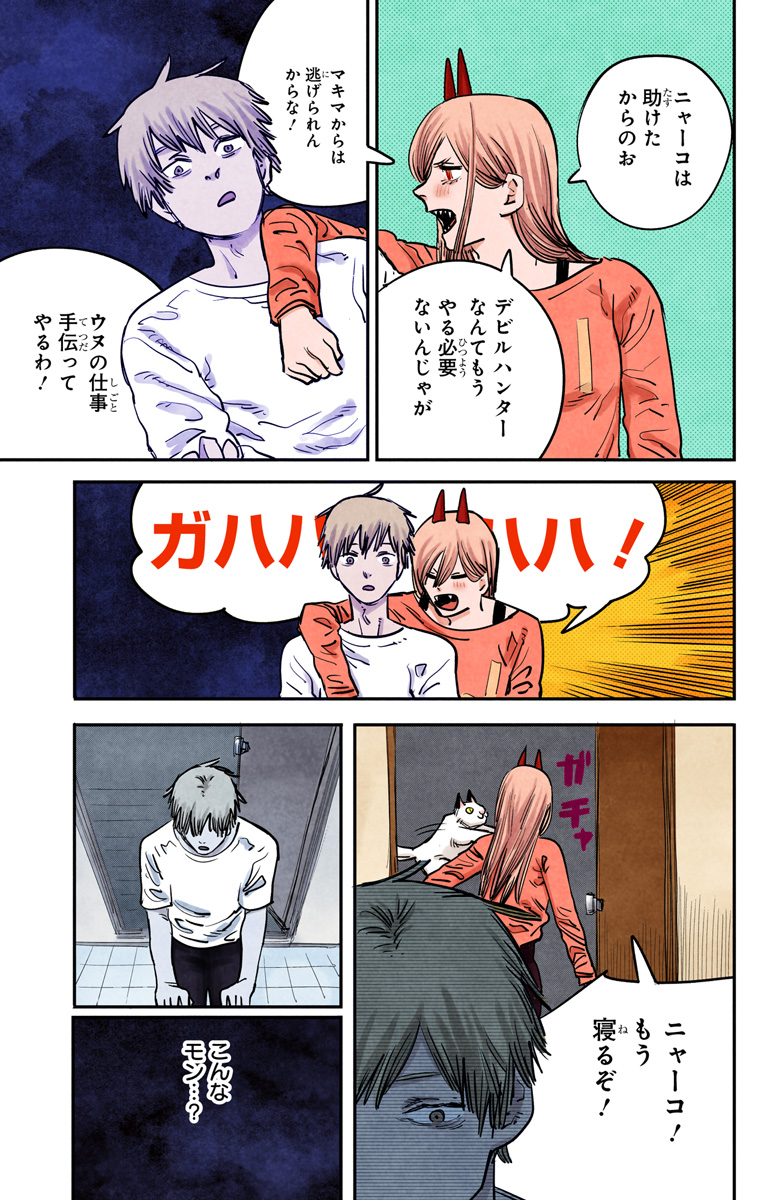 ニャーコは
助けた
からのお
デビルハンター
なんてもう
やる必要
ないんじゃが
マキマからは
逃げられん
からな!
ウヌの仕事
手伝って
やるわ!
ガハハ
ハハ!
ガチャ
ニャーコ!
もう
寝るぞ!
こんな
モン…?